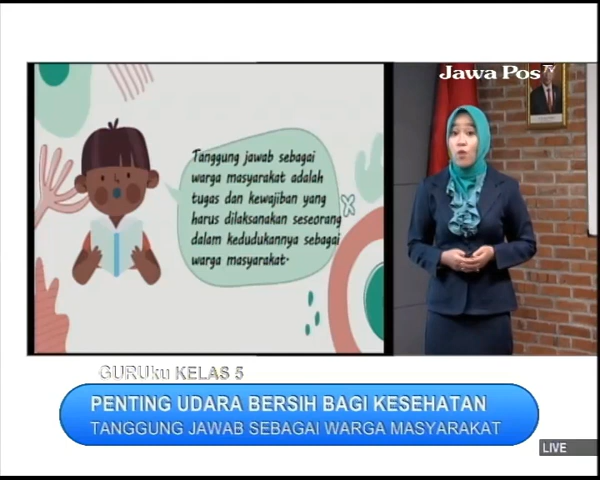 Jawa Pos TV
Tanggung jawab sebagai
warga masyarakat adalah
tugas dan kewajiban yang
harus dilaksanakan seseorang
dalam kedudukannya sebagai
warga masyarakat.
GURUku KELAS 5
PENTING UDARA BERSIH BAGI KESEHATAN
TANGGUNG JAWAB SEBAGAI WARGA MASYARAKAT
LIVE